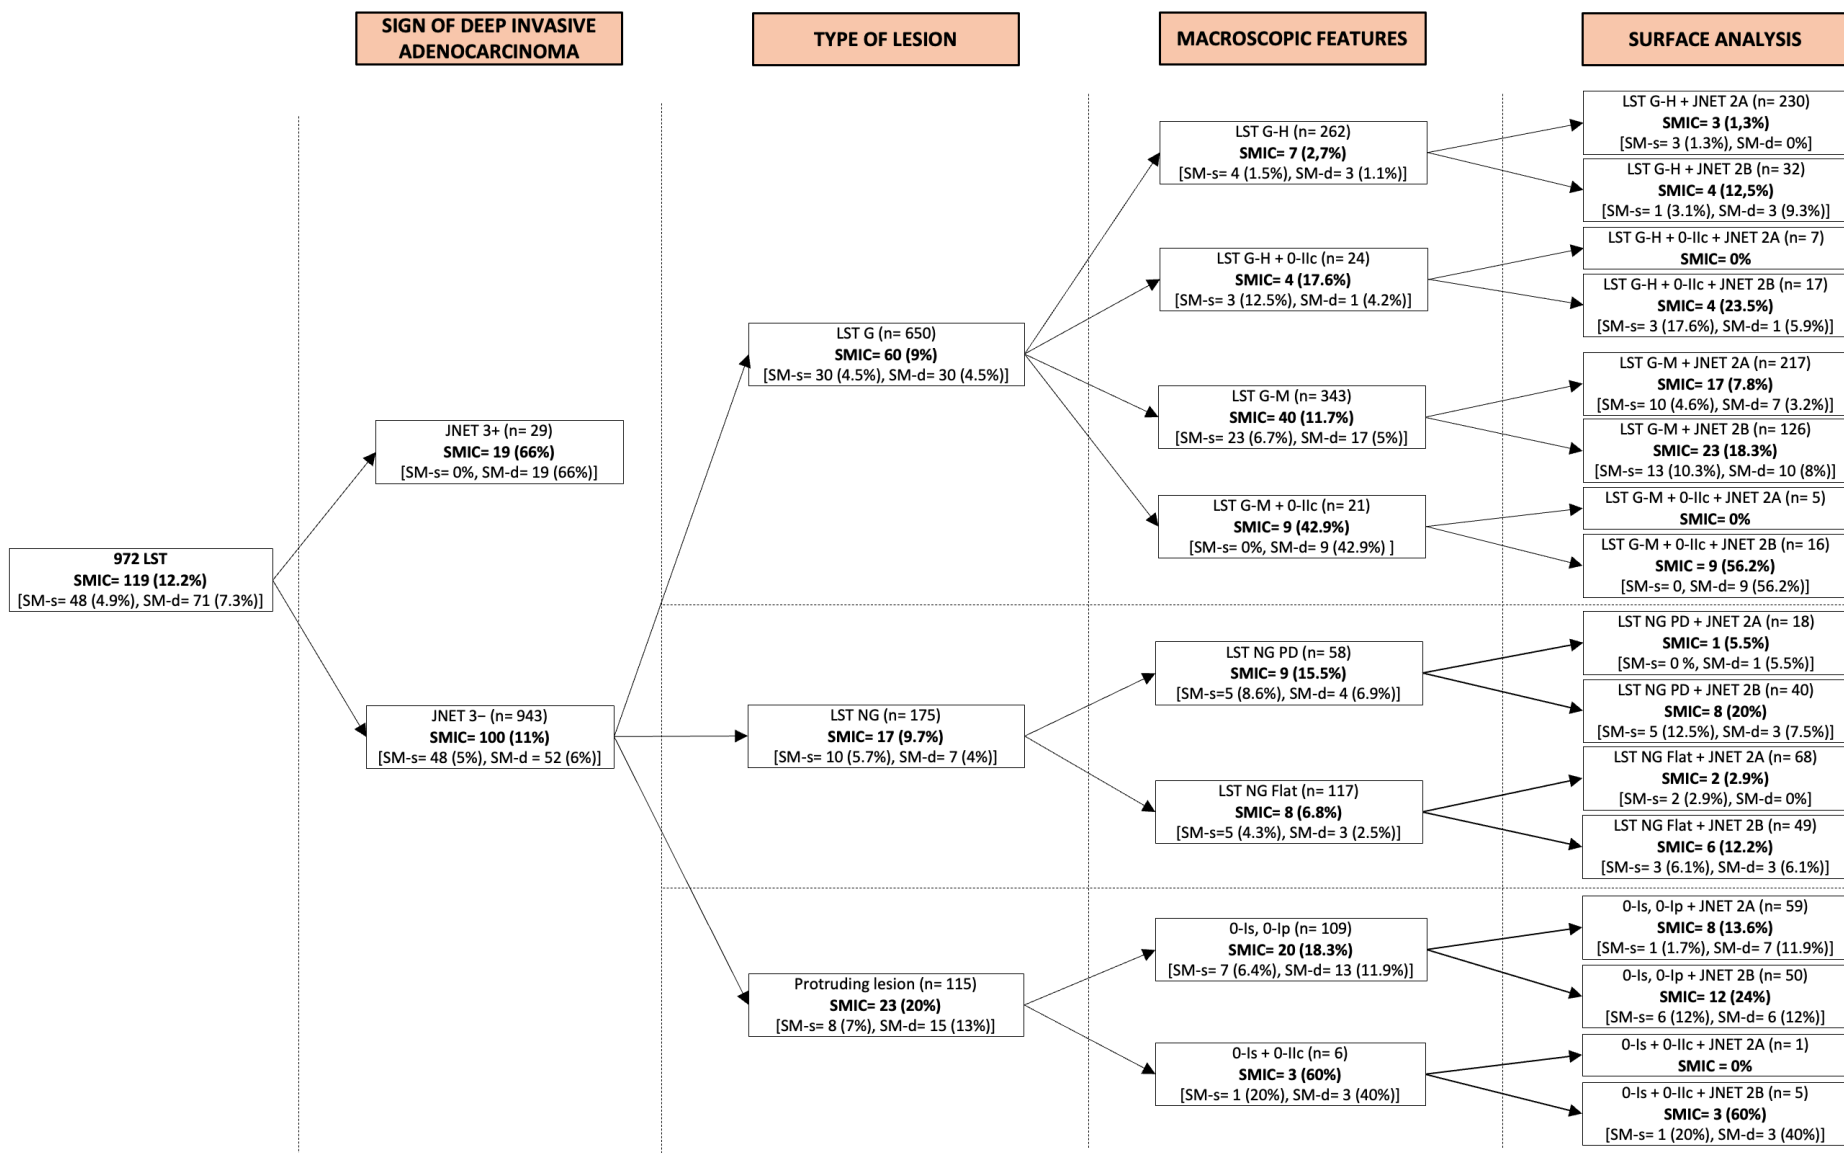 SIGN OF DEEP INVASIVE
ADENOCARCINOMA
TYPE OF LESION
MACROSCOPIC FEATURES
SURFACE ANALYSIS
972 LST
SMIC= 119 (12.2%)
[SM-s= 48 (4.9%), SM-d= 71 (7.3%)]
JNET 3+ (n= 29)
SMIC= 19 (66%)
[SM-s= 0%, SM-d= 19 (66%)]
JNET 3– (n= 943)
SMIC= 100 (11%)
[SM-s= 48 (5%), SM-d = 52 (6%)]
LST G (n= 650)
SMIC= 60 (9%)
[SM-s= 30 (4.5%), SM-d= 30 (4.5%)]
LST NG (n= 175)
SMIC= 17 (9.7%)
[SM-s= 10 (5.7%), SM-d= 7 (4%)]
Protruding lesion (n= 115)
SMIC= 23 (20%)
[SM-s= 8 (7%), SM-d= 15 (13%)]
LST G-H (n= 262)
SMIC= 7 (2,7%)
[SM-s= 4 (1.5%), SM-d= 3 (1.1%)]
LST G-H + 0-IIc (n= 24)
SMIC= 4 (17.6%)
[SM-s= 3 (12.5%), SM-d= 1 (4.2%)]
LST G-M (n= 343)
SMIC= 40 (11.7%)
[SM-s= 23 (6.7%), SM-d= 17 (5%)]
LST G-M + 0-IIc (n= 21)
SMIC= 9 (42.9%)
[SM-s= 0%, SM-d= 9 (42.9%) ]
LST NG PD (n= 58)
SMIC= 9 (15.5%)
[SM-s=5 (8.6%), SM-d= 4 (6.9%)]
LST NG Flat (n= 117)
SMIC= 8 (6.8%)
[SM-s=5 (4.3%), SM-d= 3 (2.5%)]
0-Is, 0-Ip (n= 109)
SMIC= 20 (18.3%)
[SM-s= 7 (6.4%), SM-d= 13 (11.9%)]
0-Is + 0-IIc (n= 6)
SMIC= 3 (60%)
[SM-s= 1 (20%), SM-d= 3 (40%)]
LST G-H + JNET 2A (n= 230)
SMIC= 3 (1,3%)
[SM-s= 3 (1.3%), SM-d= 0%]
LST G-H + JNET 2B (n= 32)
SMIC= 4 (12,5%)
[SM-s= 1 (3.1%), SM-d= 3 (9.3%)]
LST G-H + 0-IIc + JNET 2A (n= 7)
SMIC= 0%
LST G-H + 0-IIc + JNET 2B (n= 17)
SMIC= 4 (23.5%)
[SM-s= 3 (17.6%), SM-d= 1 (5.9%)]
LST G-M + JNET 2A (n= 217)
SMIC= 17 (7.8%)
[SM-s= 10 (4.6%), SM-d= 7 (3.2%)]
LST G-M + JNET 2B (n= 126)
SMIC= 23 (18.3%)
[SM-s= 13 (10.3%), SM-d= 10 (8%)]
LST G-M + 0-IIc + JNET 2A (n= 5)
SMIC= 0%
LST G-M + 0-IIc + JNET 2B (n= 16)
SMIC = 9 (56.2%)
[SM-s= 0, SM-d= 9 (56.2%)]
LST NG PD + JNET 2A (n= 18)
SMIC= 1 (5.5%)
[SM-s= 0 %, SM-d= 1 (5.5%)]
LST NG PD + JNET 2B (n= 40)
SMIC= 8 (20%)
[SM-s= 5 (12.5%), SM-d= 3 (7.5%)]
LST NG Flat + JNET 2A (n= 68)
SMIC= 2 (2.9%)
[SM-s= 2 (2.9%), SM-d= 0%]
LST NG Flat + JNET 2B (n= 49)
SMIC= 6 (12.2%)
[SM-s= 3 (6.1%), SM-d= 3 (6.1%)]
0-Is, 0-Ip + JNET 2A (n= 59)
SMIC= 8 (13.6%)
[SM-s= 1 (1.7%), SM-d= 7 (11.9%)]
0-Is, 0-Ip + JNET 2B (n= 50)
SMIC= 12 (24%)
[SM-s= 6 (12%), SM-d= 6 (12%)]
0-Is + 0-IIc + JNET 2A (n= 1)
SMIC = 0%
0-Is + 0-IIc + JNET 2B (n= 5)
SMIC= 3 (60%)
[SM-s= 1 (20%), SM-d= 3 (40%)]